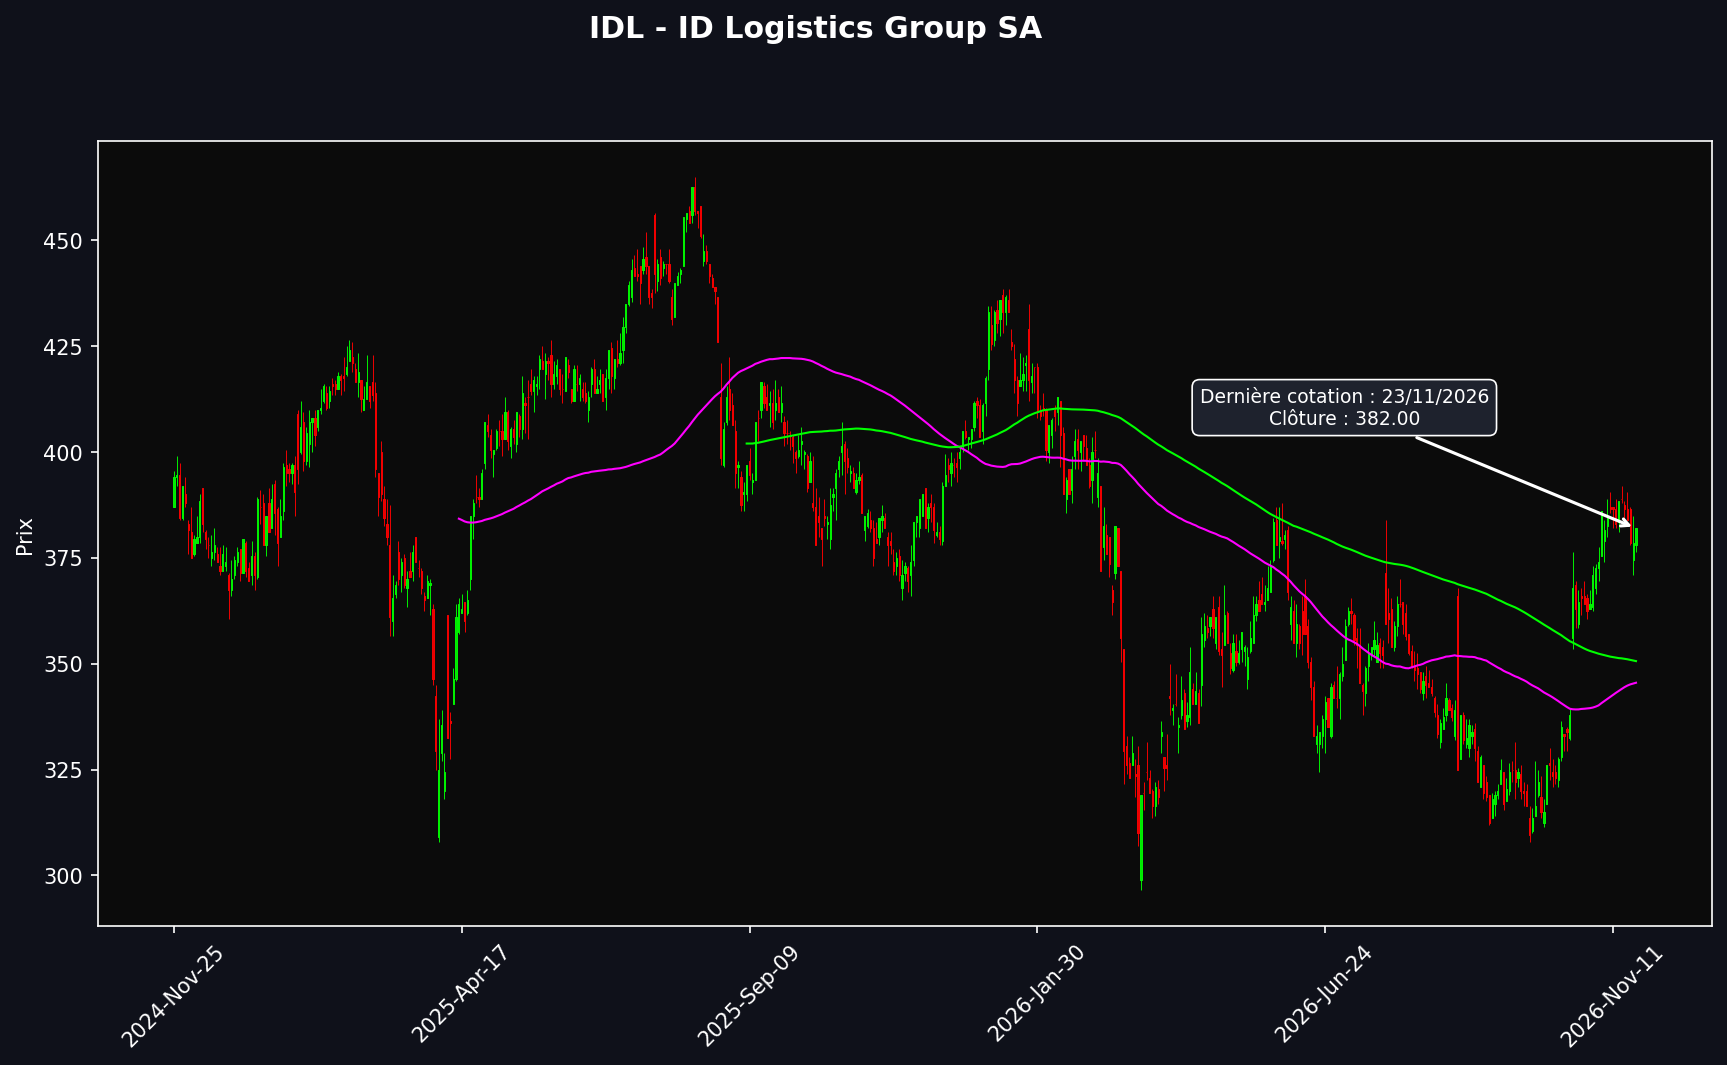 IDL - ID Logistics Group SA
Prix
450
425
400
375
350
325
300
Dernière cotation : 23/11/2026
Clôture : 382.00
2024-Nov-25
2025-Apr-17
2025-Sep-09
2026-Jan-30
2026-Jun-24
2026-Nov-11